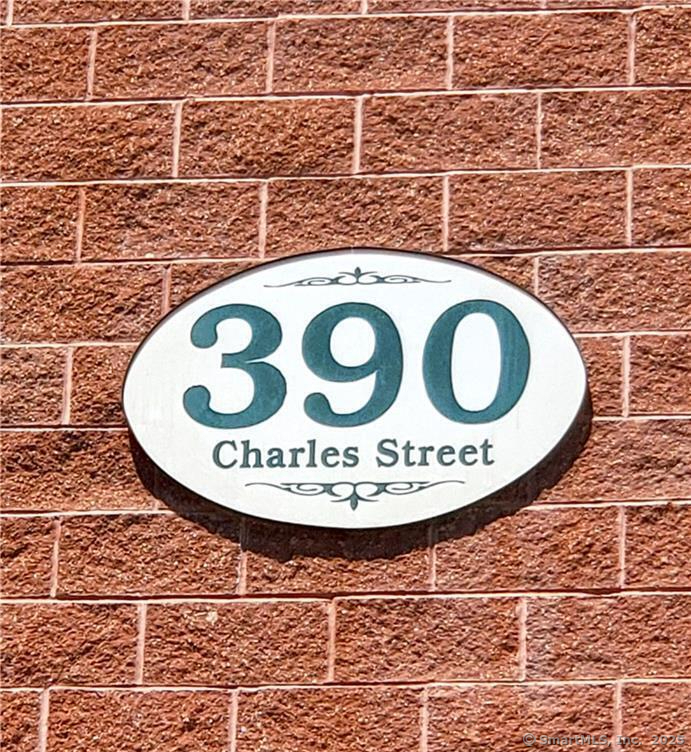 390
Charles Street
© SmartMLS, Inc. 2025